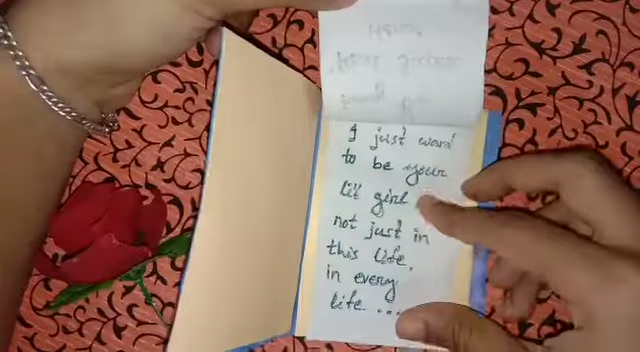 I just want
to be your
lil girl
not just in
this life,
in every
life ...